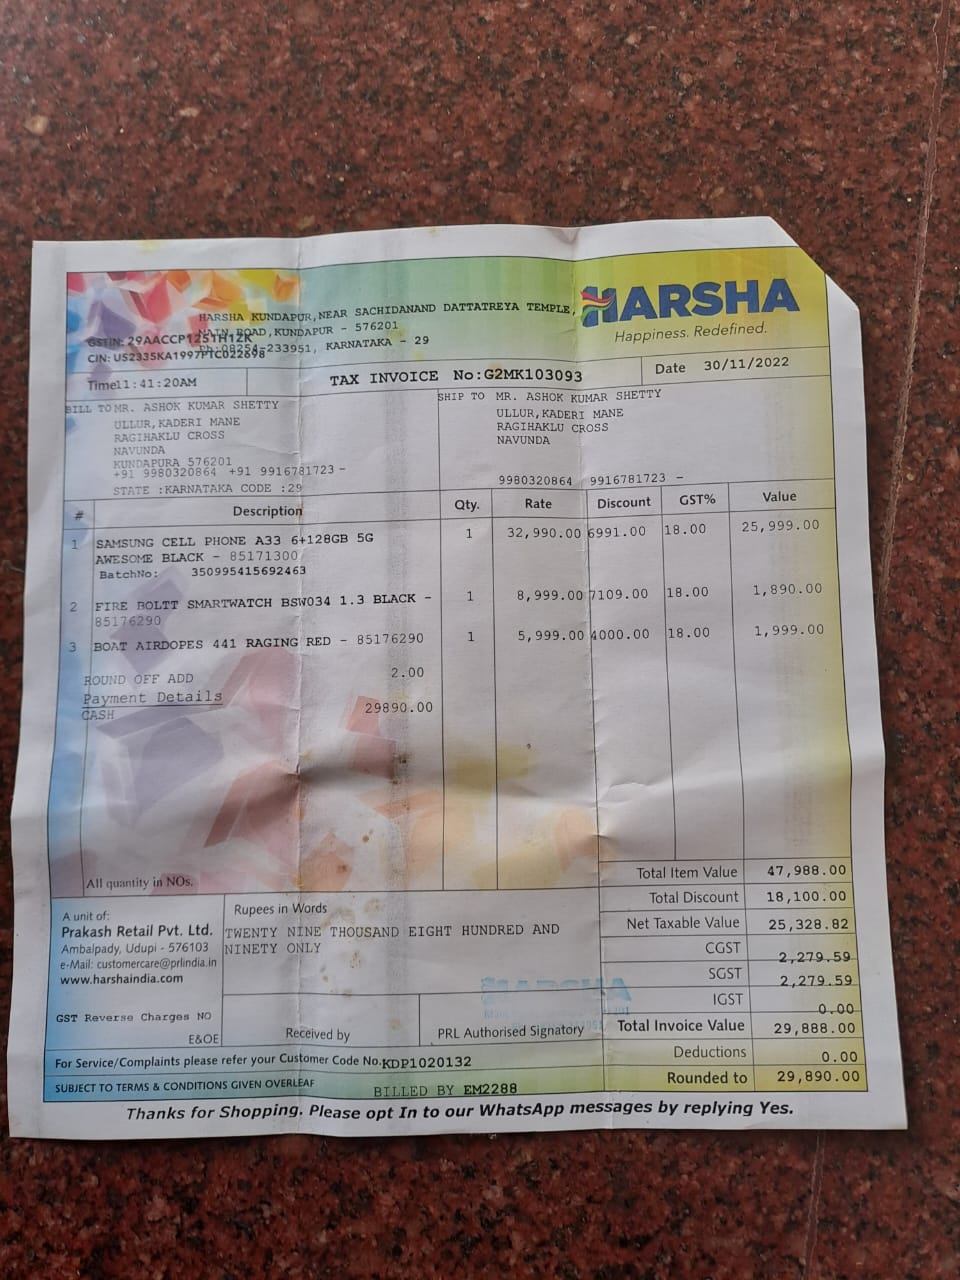 HARSHA
Happiness. Redefined.
HARSHA KUNDAPUR, NEAR SACHIDANAND DATTATREYA TEMPLE,
MAIN ROAD, KUNDAPUR - 576201
Ph:08254-233951, KARNATAKA - 29
GSTIN: 29AACCP1251H1ZK
CIN: US2335KA1997PTC022698
Time11:41:20AM
TAX INVOICE No:G2MK103093
Date 30/11/2022
BILL TO MR. ASHOK KUMAR SHETTY
ULLUR,KADERI MANE
RAGIHAKLU CROSS
NAVUNDA
KUNDAPURA 576201
+91 9980320864 +91 9916781723 -
STATE :KARNATAKA CODE :29
SHIP TO MR. ASHOK KUMAR SHETTY
ULLUR,KADERI MANE
RAGIHAKLU CROSS
NAVUNDA
9980320864 9916781723 -
# Description Qty. Rate Discount GST% Value
1 SAMSUNG CELL PHONE A33 6+128GB 5G 1 32,990.00 6991.00 18.00 25,999.00
AWESOME BLACK - 85171300
BatchNo: 350995415692463
2 FIRE BOLTT SMARTWATCH BSW034 1.3 BLACK - 1 8,999.00 7109.00 18.00 1,890.00
85176290
3 BOAT AIRDOPES 441 RAGING RED - 85176290 1 5,999.00 4000.00 18.00 1,999.00
ROUND OFF ADD 2.00
Payment Details
CASH 29890.00
All quantity in NOs.
Total Item Value 47,988.00
Total Discount 18,100.00
Net Taxable Value 25,328.82
CGST 2,279.59
SGST 2,279.59
IGST 0.00
Total Invoice Value 29,888.00
Deductions 0.00
Rounded to 29,890.00
A unit of:
Prakash Retail Pvt. Ltd.
Ambalpady, Udupi - 576103
e-Mail: customercare@prlindia.in
www.harshaindia.com
GST Reverse Charges NO
E&OE
Rupees in Words
TWENTY NINE THOUSAND EIGHT HUNDRED AND
NINETY ONLY
Received by
PRL Authorised Signatory
For Service/Complaints please refer your Customer Code No.KDP1020132
SUBJECT TO TERMS & CONDITIONS GIVEN OVERLEAF
BILLED BY EM2288
Thanks for Shopping. Please opt In to our WhatsApp messages by replying Yes.